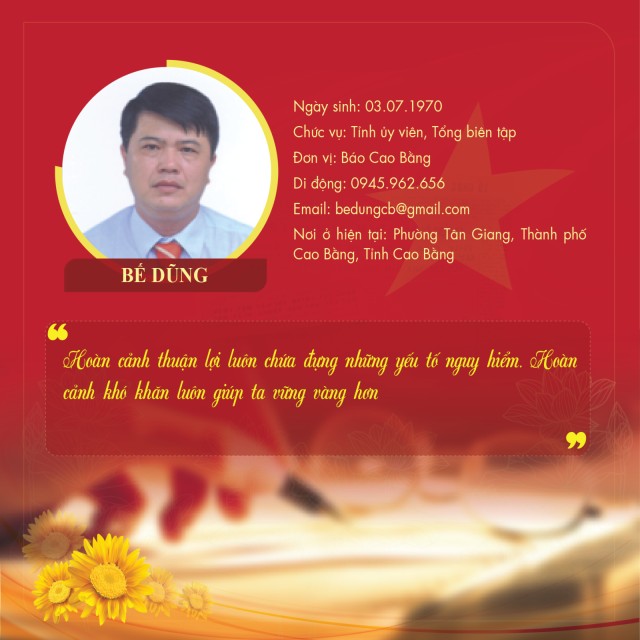 Ngày sinh: 03.07.1970
Chức vụ: Tỉnh ủy viên, Tổng biên tập
Đơn vị: Báo Cao Bằng
Di động: 0945.962.656
Email: bedungcb@gmail.com
Nơi ở hiện tại: Phường Tân Giang, Thành phố
Cao Bằng, Tỉnh Cao Bằng
BẾ DŨNG
“
Hoàn cảnh thuận lợi luôn chứa đựng những yếu tố nguy hiểm. Hoàn
cảnh khó khăn luôn giúp ta vững vàng hơn
”